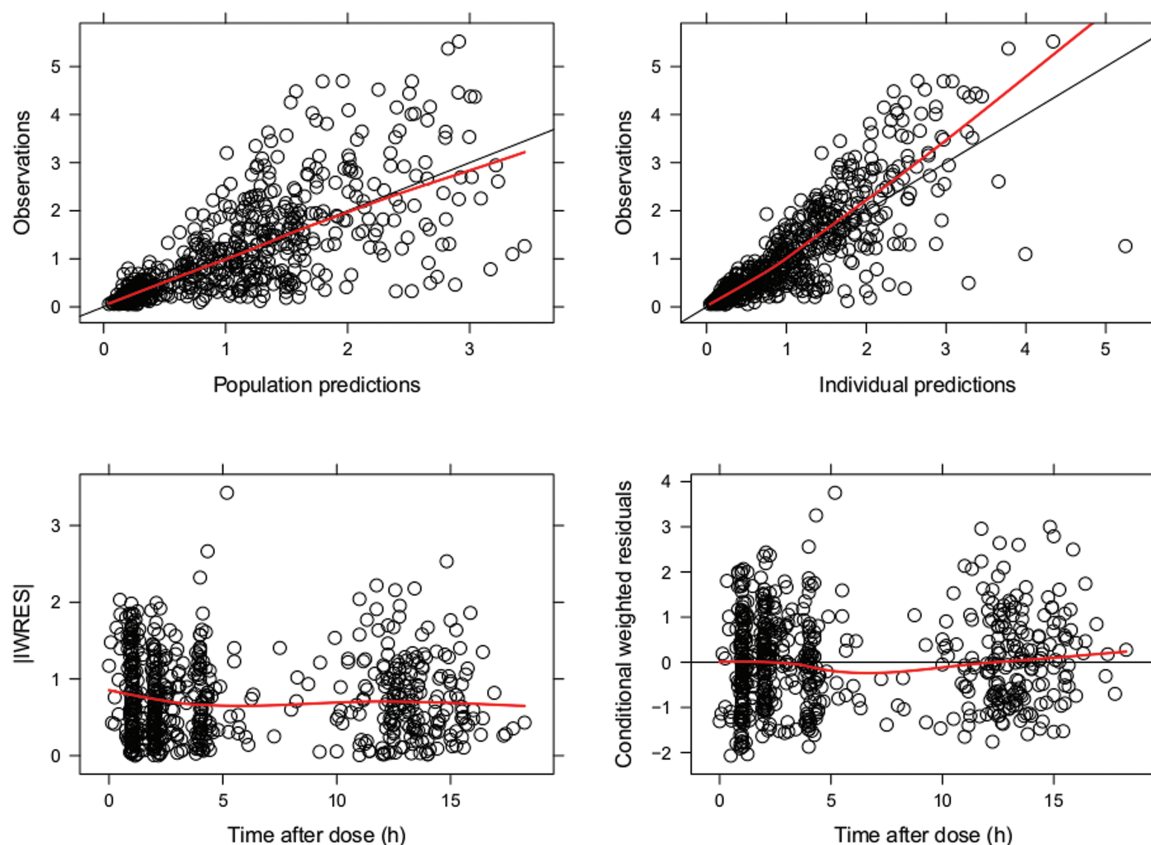 Observations
5
4
3
2
1
0
0 1 2 3
Population predictions
Observations
5
4
3
2
1
0
0 1 2 3 4 5
Individual predictions
|IWRES|
3
2
1
0
0 5 10 15
Time after dose (h)
Conditional weighted residuals
4
3
2
1
0
−1
−2
0 5 10 15
Time after dose (h)